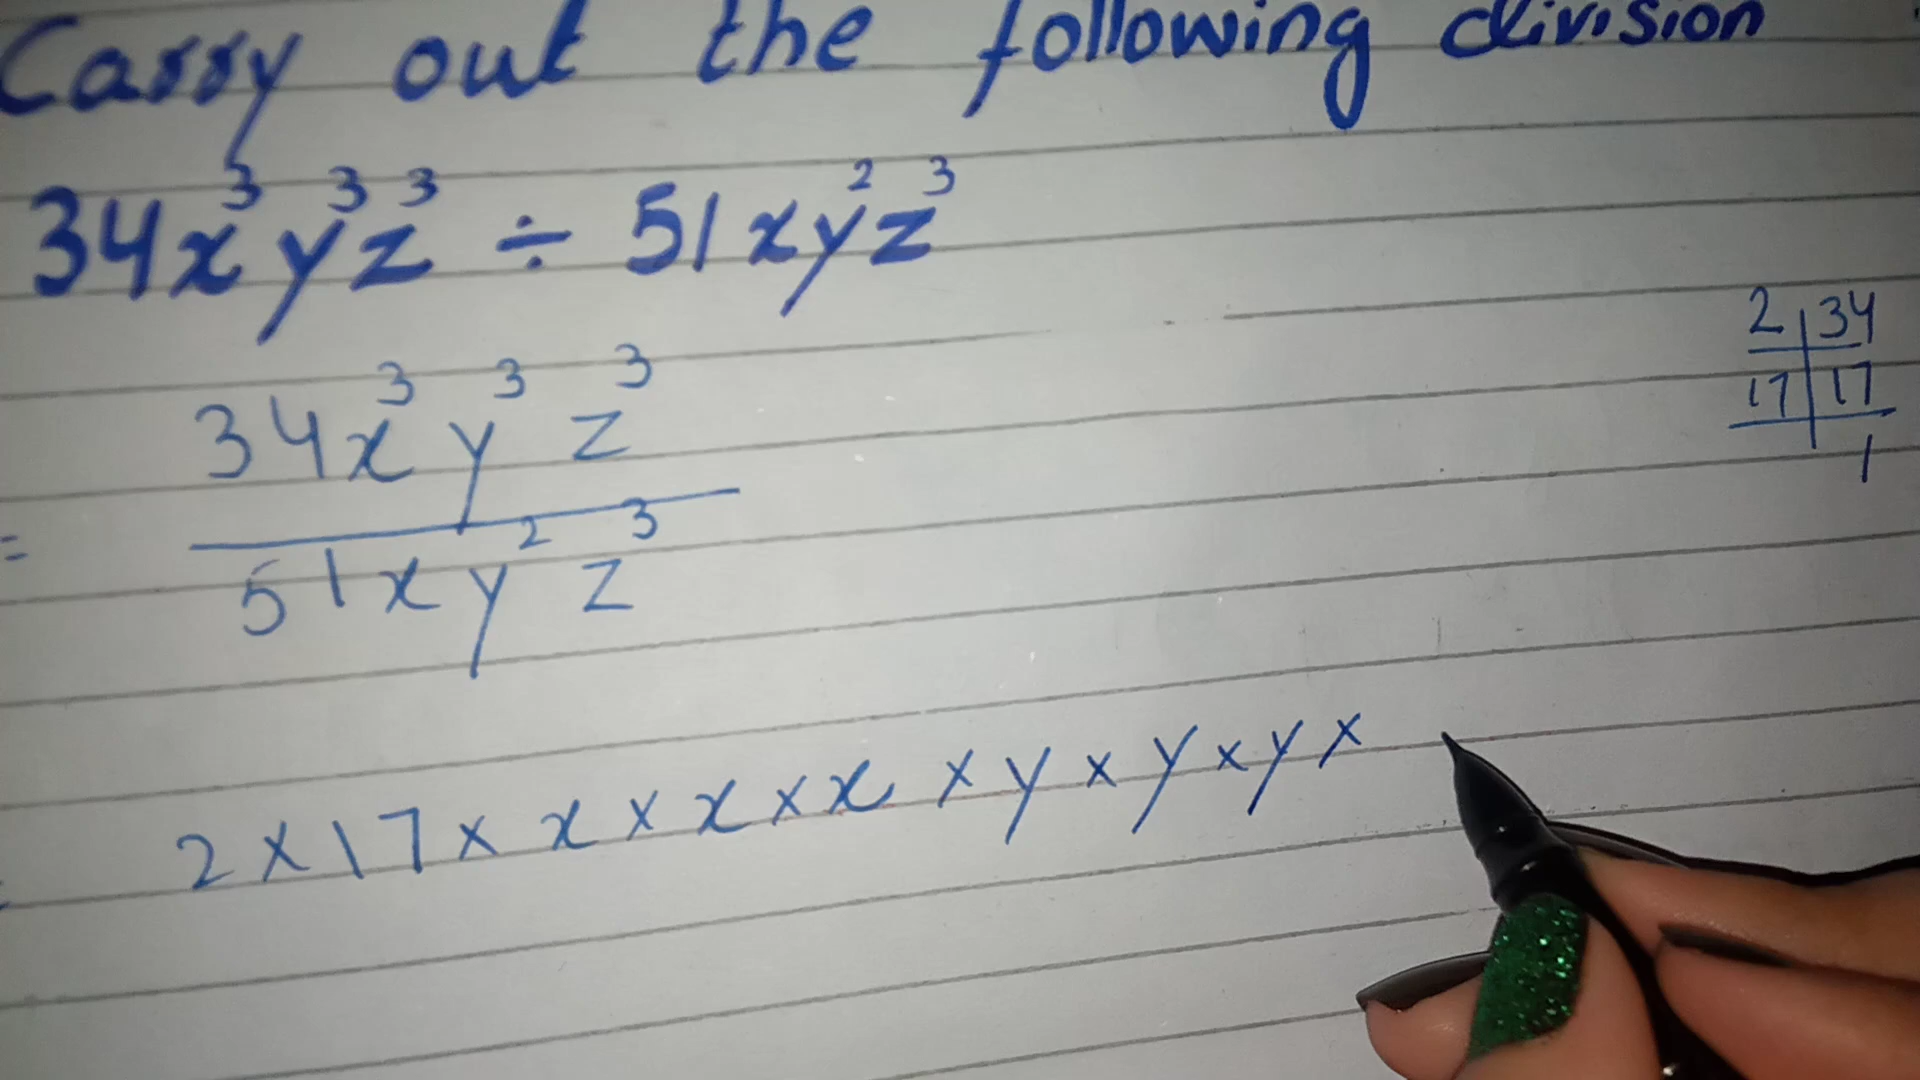 Carry out the following division
34x³y³z³ ÷ 51xy²z³
= 34x³y³z³
51xy²z³
2 | 34
17 | 17
1
2 × 17 × x × x × x × y × y × y ×